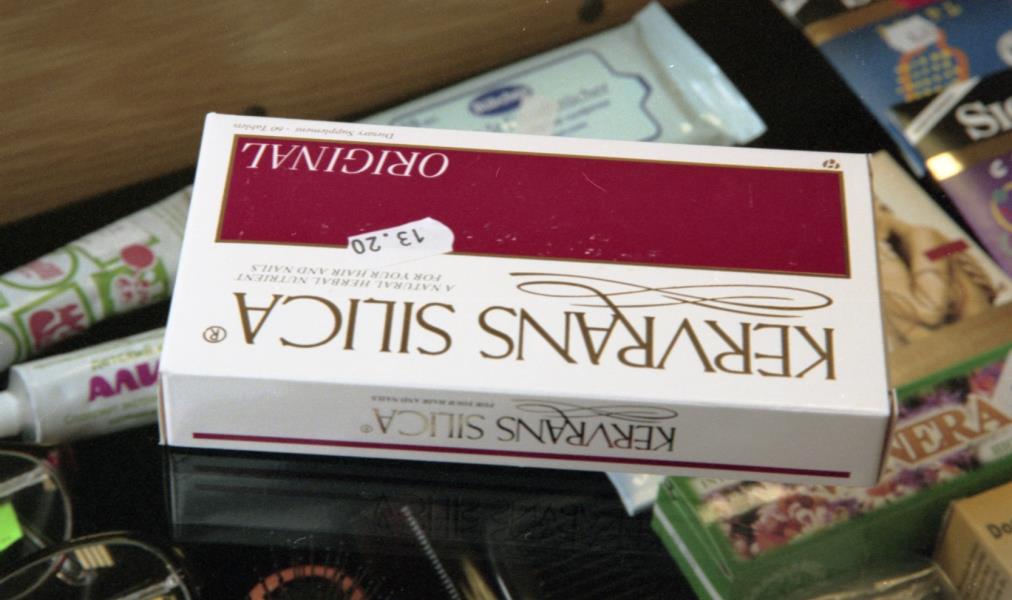 KERVRANS SILICA®
A NATURAL HERBAL NUTRIENT
FOR YOUR HAIR AND NAILS
13.20
ORIGINAL
Dietary Supplement - 60 Tablets
KERVRANS SILICA®
FOR YOUR HAIR AND NAILS
NERA